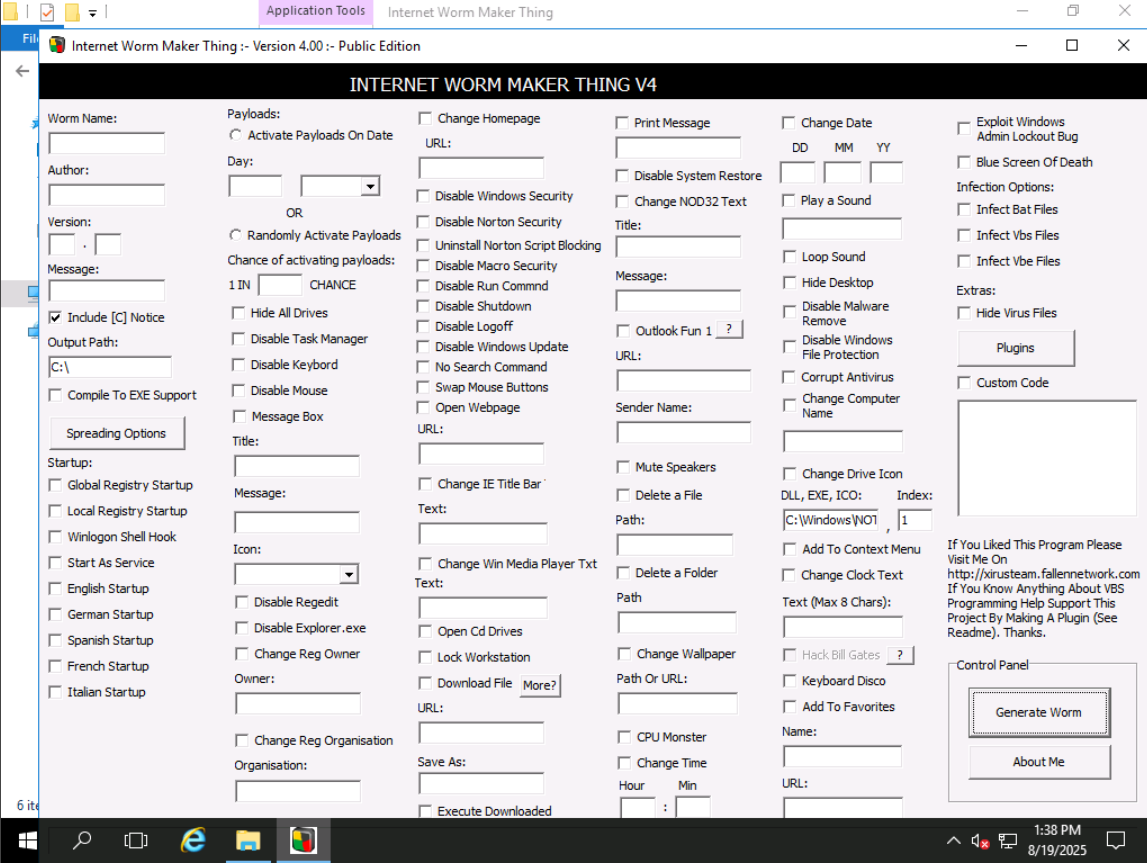 Application Tools
Internet Worm Maker Thing
Internet Worm Maker Thing :- Version 4.00 :- Public Edition
INTERNET WORM MAKER THING V4
Worm Name:
Author:
Version:
.
Message:
Include [C] Notice
Output Path:
C:\
Compile To EXE Support
Spreading Options
Startup:
Global Registry Startup
Local Registry Startup
Winlogon Shell Hook
Start As Service
English Startup
German Startup
Spanish Startup
French Startup
Italian Startup
Payloads:
Activate Payloads On Date
Day:
OR
Randomly Activate Payloads
Chance of activating payloads:
1 IN CHANCE
Hide All Drives
Disable Task Manager
Disable Keybord
Disable Mouse
Message Box
Title:
Message:
Icon:
Disable Regedit
Disable Explorer.exe
Change Reg Owner
Owner:
Change Reg Organisation
Organisation:
Change Homepage
URL:
Disable Windows Security
Disable Norton Security
Uninstall Norton Script Blocking
Disable Macro Security
Disable Run Commnd
Disable Shutdown
Disable Logoff
Disable Windows Update
No Search Command
Swap Mouse Buttons
Open Webpage
URL:
Change IE Title Bar
Text:
Change Win Media Player Txt
Text:
Open Cd Drives
Lock Workstation
Download File More?
URL:
Save As:
Execute Downloaded
Print Message
Disable System Restore
Change NOD32 Text
Title:
Message:
Outlook Fun 1 ?
URL:
Sender Name:
Mute Speakers
Delete a File
Path:
Delete a Folder
Path
Change Wallpaper
Path Or URL:
CPU Monster
Change Time
Hour Min
:
Change Date
DD MM YY
Play a Sound
Loop Sound
Hide Desktop
Disable Malware
Remove
Disable Windows
File Protection
Corrupt Antivirus
Change Computer
Name
Change Drive Icon
DLL, EXE, ICO: Index:
C:\Windows\NOT , 1
Add To Context Menu
Change Clock Text
Text (Max 8 Chars):
Hack Bill Gates ?
Keyboard Disco
Add To Favorites
Name:
URL:
Exploit Windows
Admin Lockout Bug
Blue Screen Of Death
Infection Options:
Infect Bat Files
Infect Vbs Files
Infect Vbe Files
Extras:
Hide Virus Files
Plugins
Custom Code
If You Liked This Program Please
Visit Me On
http://xirusteam.fallennetwork.com
If You Know Anything About VBS
Programming Help Support This
Project By Making A Plugin (See
Readme). Thanks.
Control Panel
Generate Worm
About Me
1:38 PM
8/19/2025